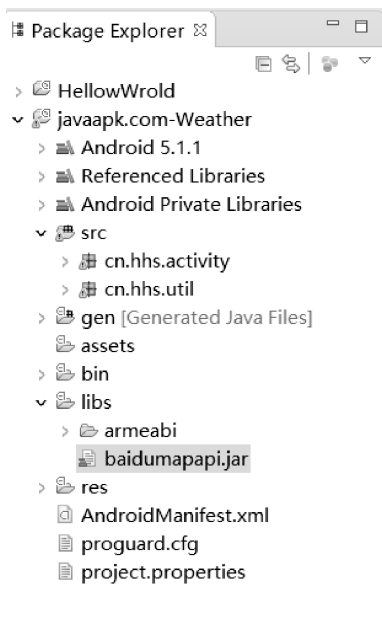 Package Explorer
HellowWrold
javaapk.com-Weather
Android 5.1.1
Referenced Libraries
Android Private Libraries
src
cn.hhs.activity
cn.hhs.util
gen [Generated Java Files]
assets
bin
libs
armeabi
baidumapapi.jar
res
AndroidManifest.xml
proguard.cfg
project.properties